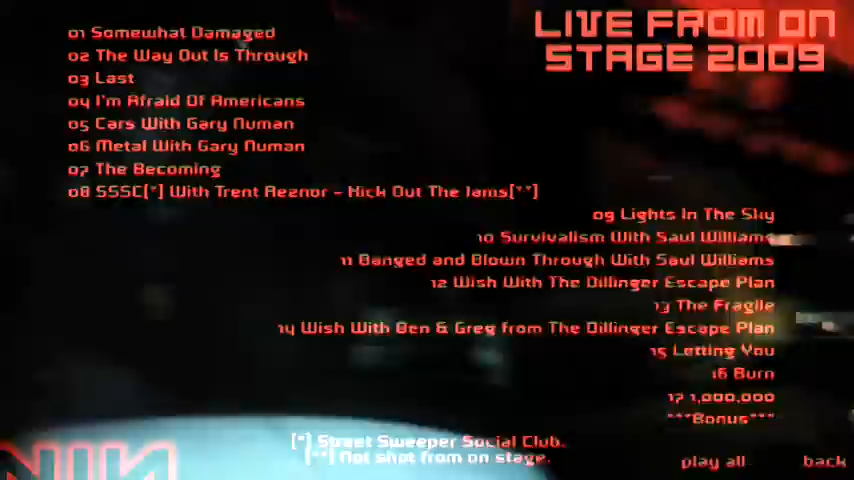 LIVE FROM ON
STAGE 2009
01 Somewhat Damaged
02 The Way Out Is Through
03 Last
04 I'm Afraid Of Americans
05 Cars With Gary Numan
06 Metal With Gary Numan
07 The Becoming
08 SSSC[*] With Trent Reznor - Kick Out The Jams[**]
09 Lights In The Sky
10 Survivalism With Saul Williams
11 Banged and Blown Through With Saul Williams
12 Wish With The Dillinger Escape Plan
13 The Fragile
14 Wish With Ben & Greg from The Dillinger Escape Plan
15 Letting You
16 Burn
17 1,000,000
***Bonus***
[*] Street Sweeper Social Club.
[**] Not shot from on stage.
NIN
play all
back